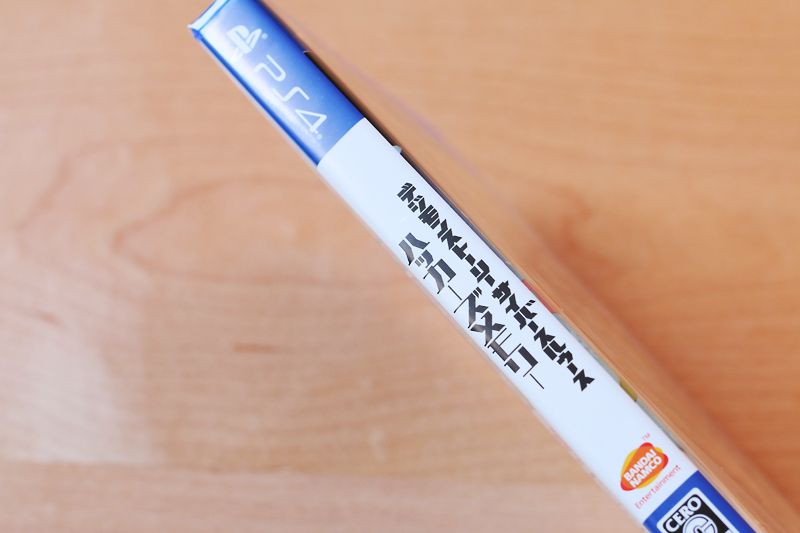 PS4
デジモンストーリーサイバースルゥース
ハッカーズメモリー
BANDAI
NAMCO
Entertainment
TM
CERO
C